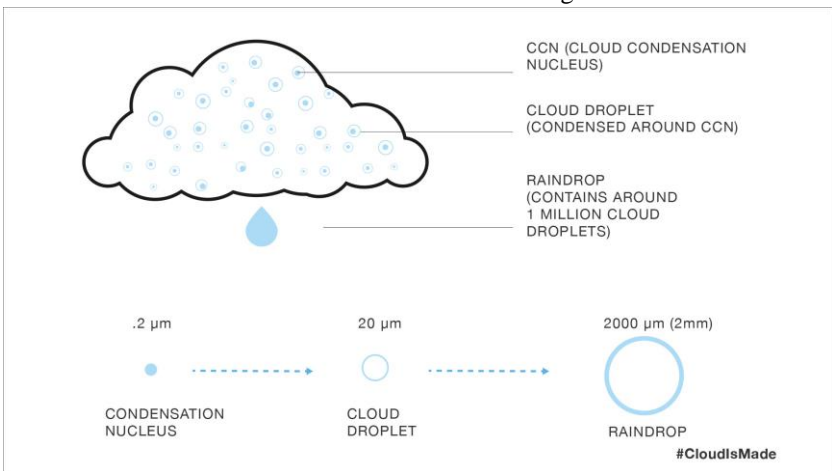 CCN (CLOUD CONDENSATION
NUCLEUS)
CLOUD DROPLET
(CONDENSED AROUND CCN)
RAINDROP
(CONTAINS AROUND
1 MILLION CLOUD
DROPLETS)
.2 μm
20 μm
2000 μm (2mm)
CONDENSATION
NUCLEUS
CLOUD
DROPLET
RAINDROP
#CloudIsMade